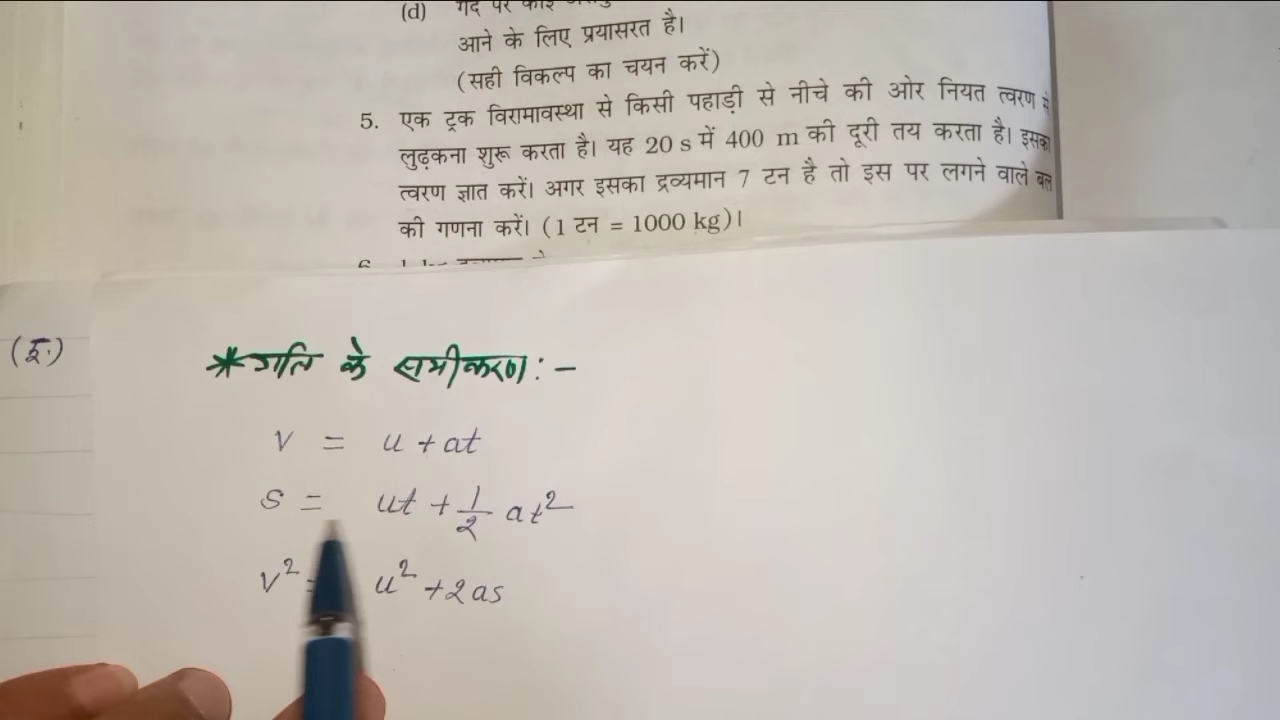 (d) गेंद पर कोई
आने के लिए प्रयासरत है।
(सही विकल्प का चयन करें)
5. एक ट्रक विरामावस्था से किसी पहाड़ी से नीचे की ओर नियत त्वरण से
लुढ़कना शुरू करता है। यह 20 s में 400 m की दूरी तय करता है। इसका
त्वरण ज्ञात करें। अगर इसका द्रव्यमान 7 टन है तो इस पर लगने वाले बल
की गणना करें। (1 टन = 1000 kg)।
(इ.)
*गति के समीकरण:-
v = u + at
s = ut + 1/2 at²
v² = u² + 2as